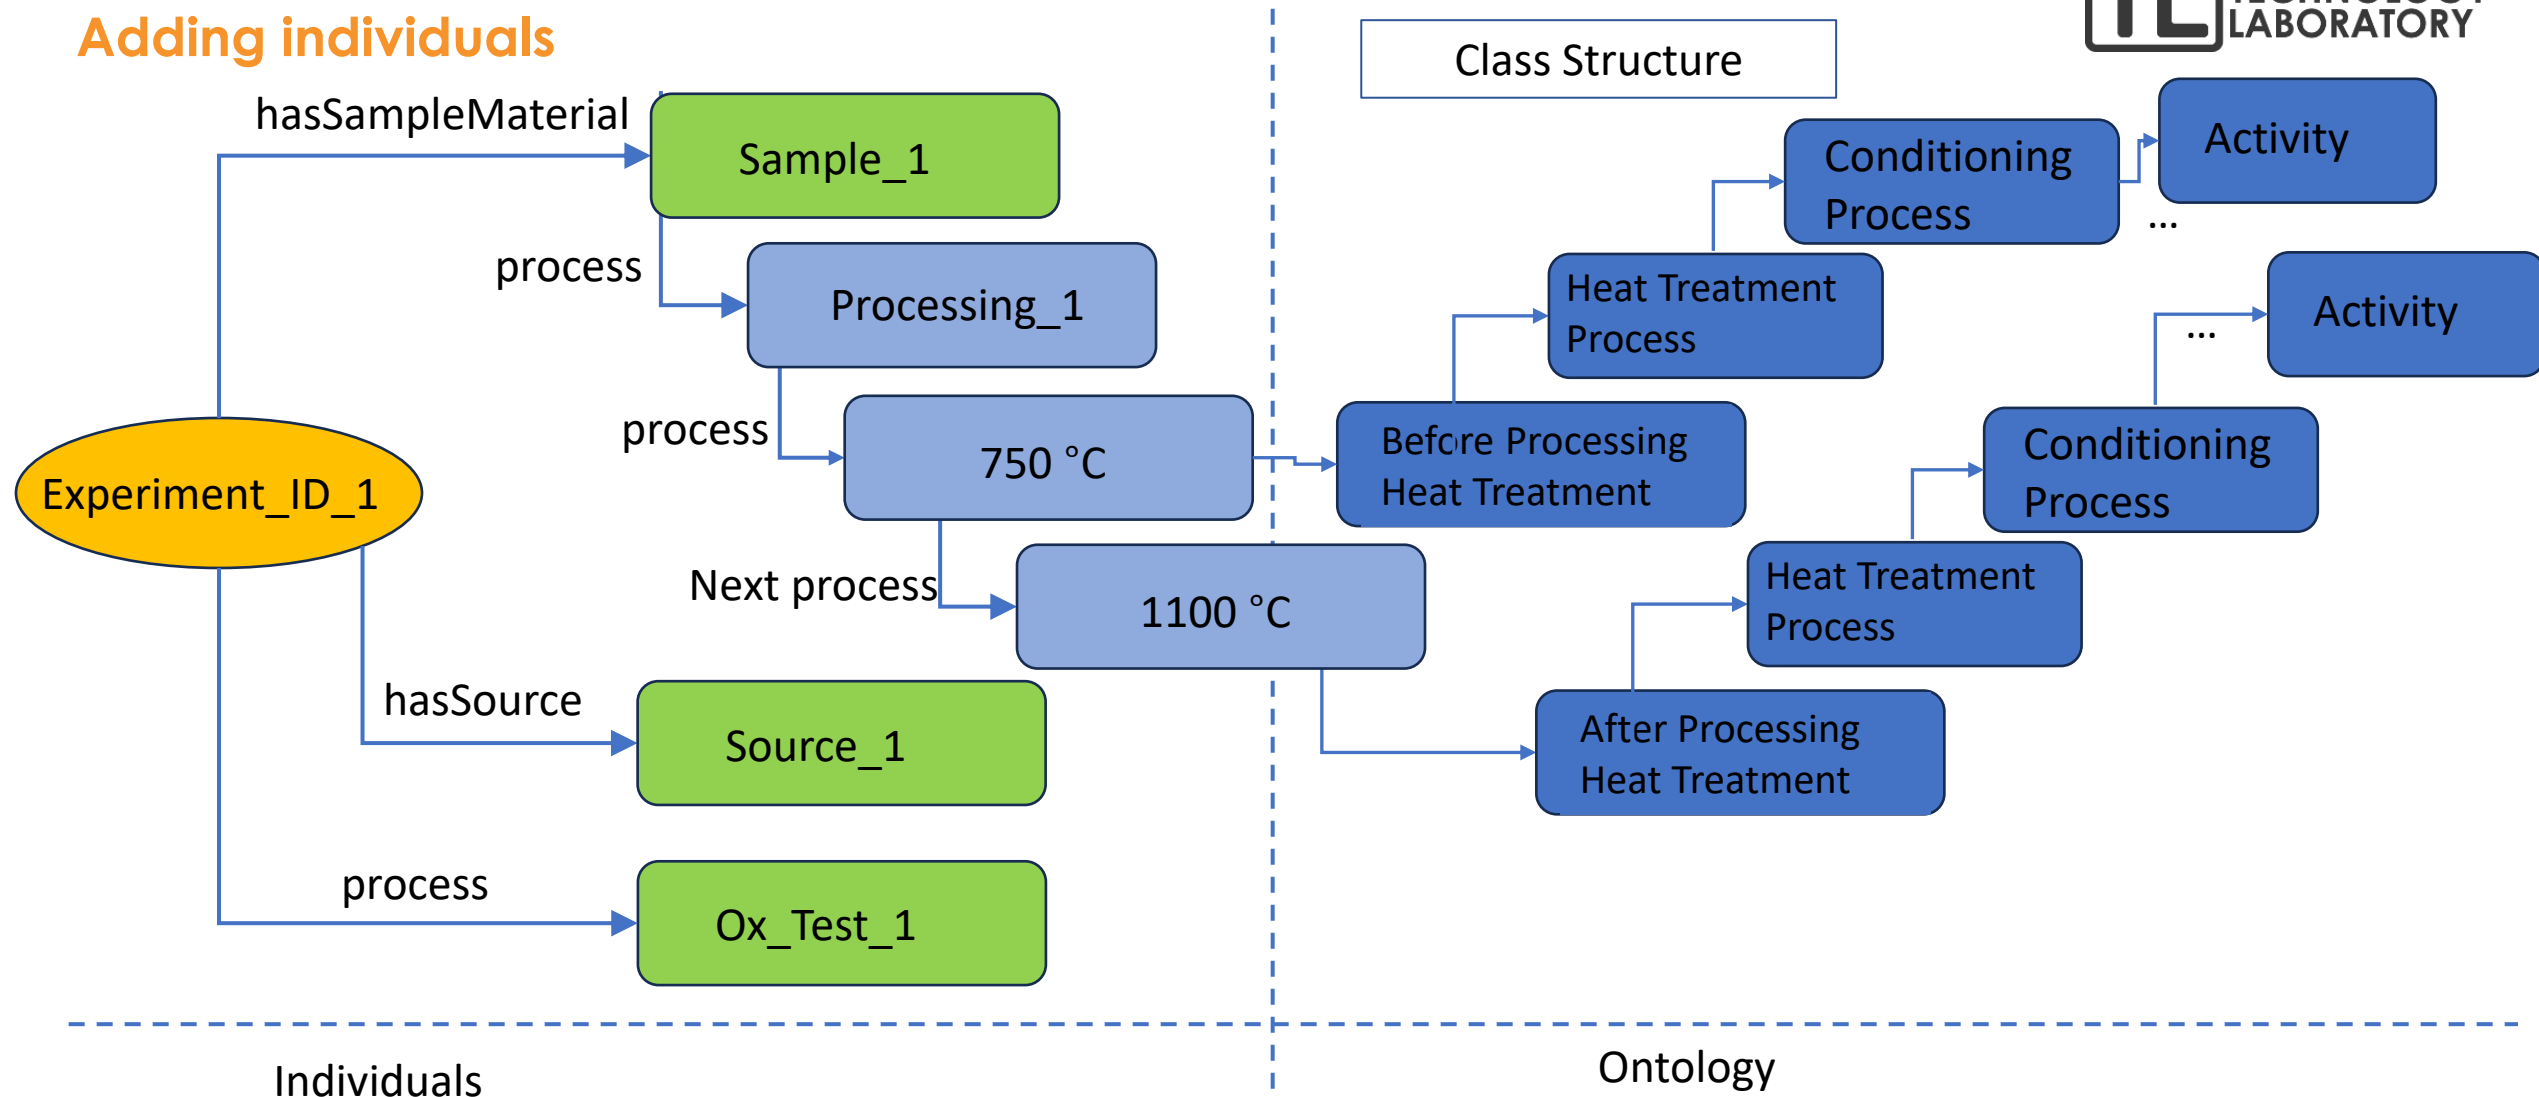 Adding individuals
Class Structure
LABORATORY
hasSampleMaterial
Sample_1
Conditioning
Process
Activity
...
process
Processing_1
Heat Treatment
Process
...
Activity
process
750 °C
Before Processing
Heat Treatment
Conditioning
Process
Experiment_ID_1
Next process
1100 °C
Heat Treatment
Process
hasSource
Source_1
After Processing
Heat Treatment
process
Ox_Test_1
Individuals
Ontology